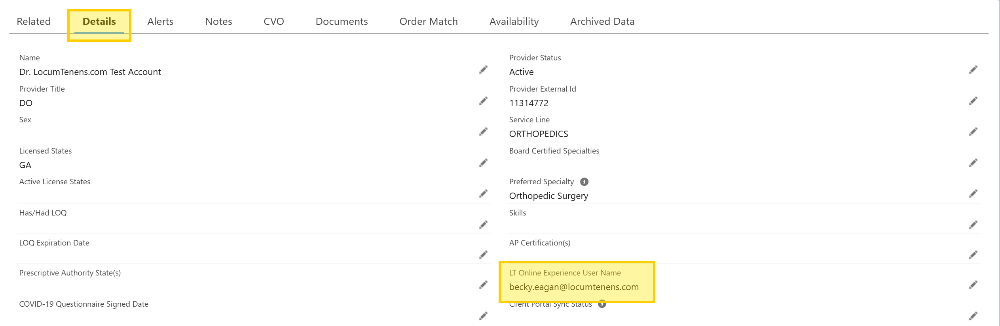 Related Details Alerts Notes CVO Documents Order Match Availability Archived Data
Name
Dr. LocumTenens.com Test Account
Provider Status
Active
Provider Title
DO
Provider External Id
11314772
Sex
Service Line
ORTHOPEDICS
Licensed States
GA
Board Certified Specialties
Active License States
Preferred Specialty
Orthopedic Surgery
Has/Had LOQ
Skills
LOQ Expiration Date
AP Certification(s)
Prescriptive Authority State(s)
LT Online Experience User Name
becky.eagan@locumtenens.com
COVID-19 Questionnaire Signed Date
Client Portal Sync Status